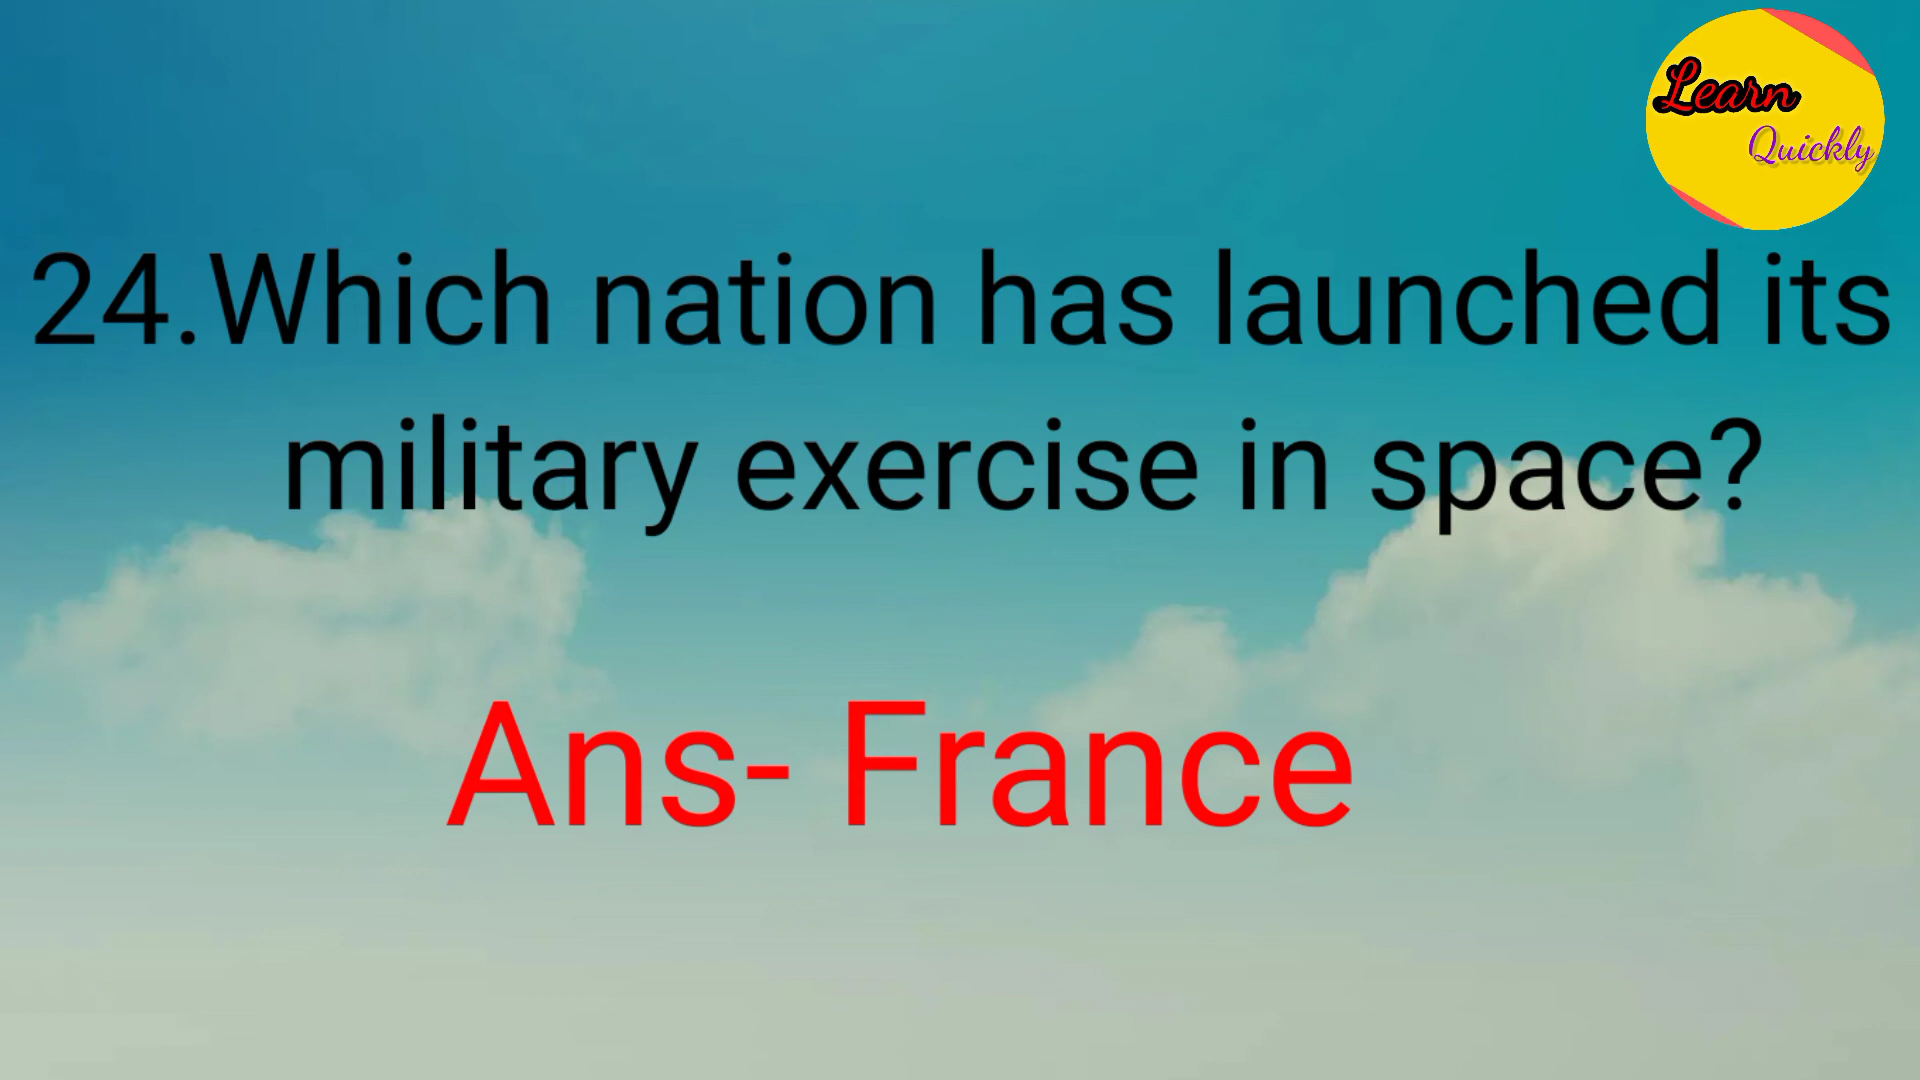 Learn
Quickly
24.Which nation has launched its
military exercise in space?
Ans- France